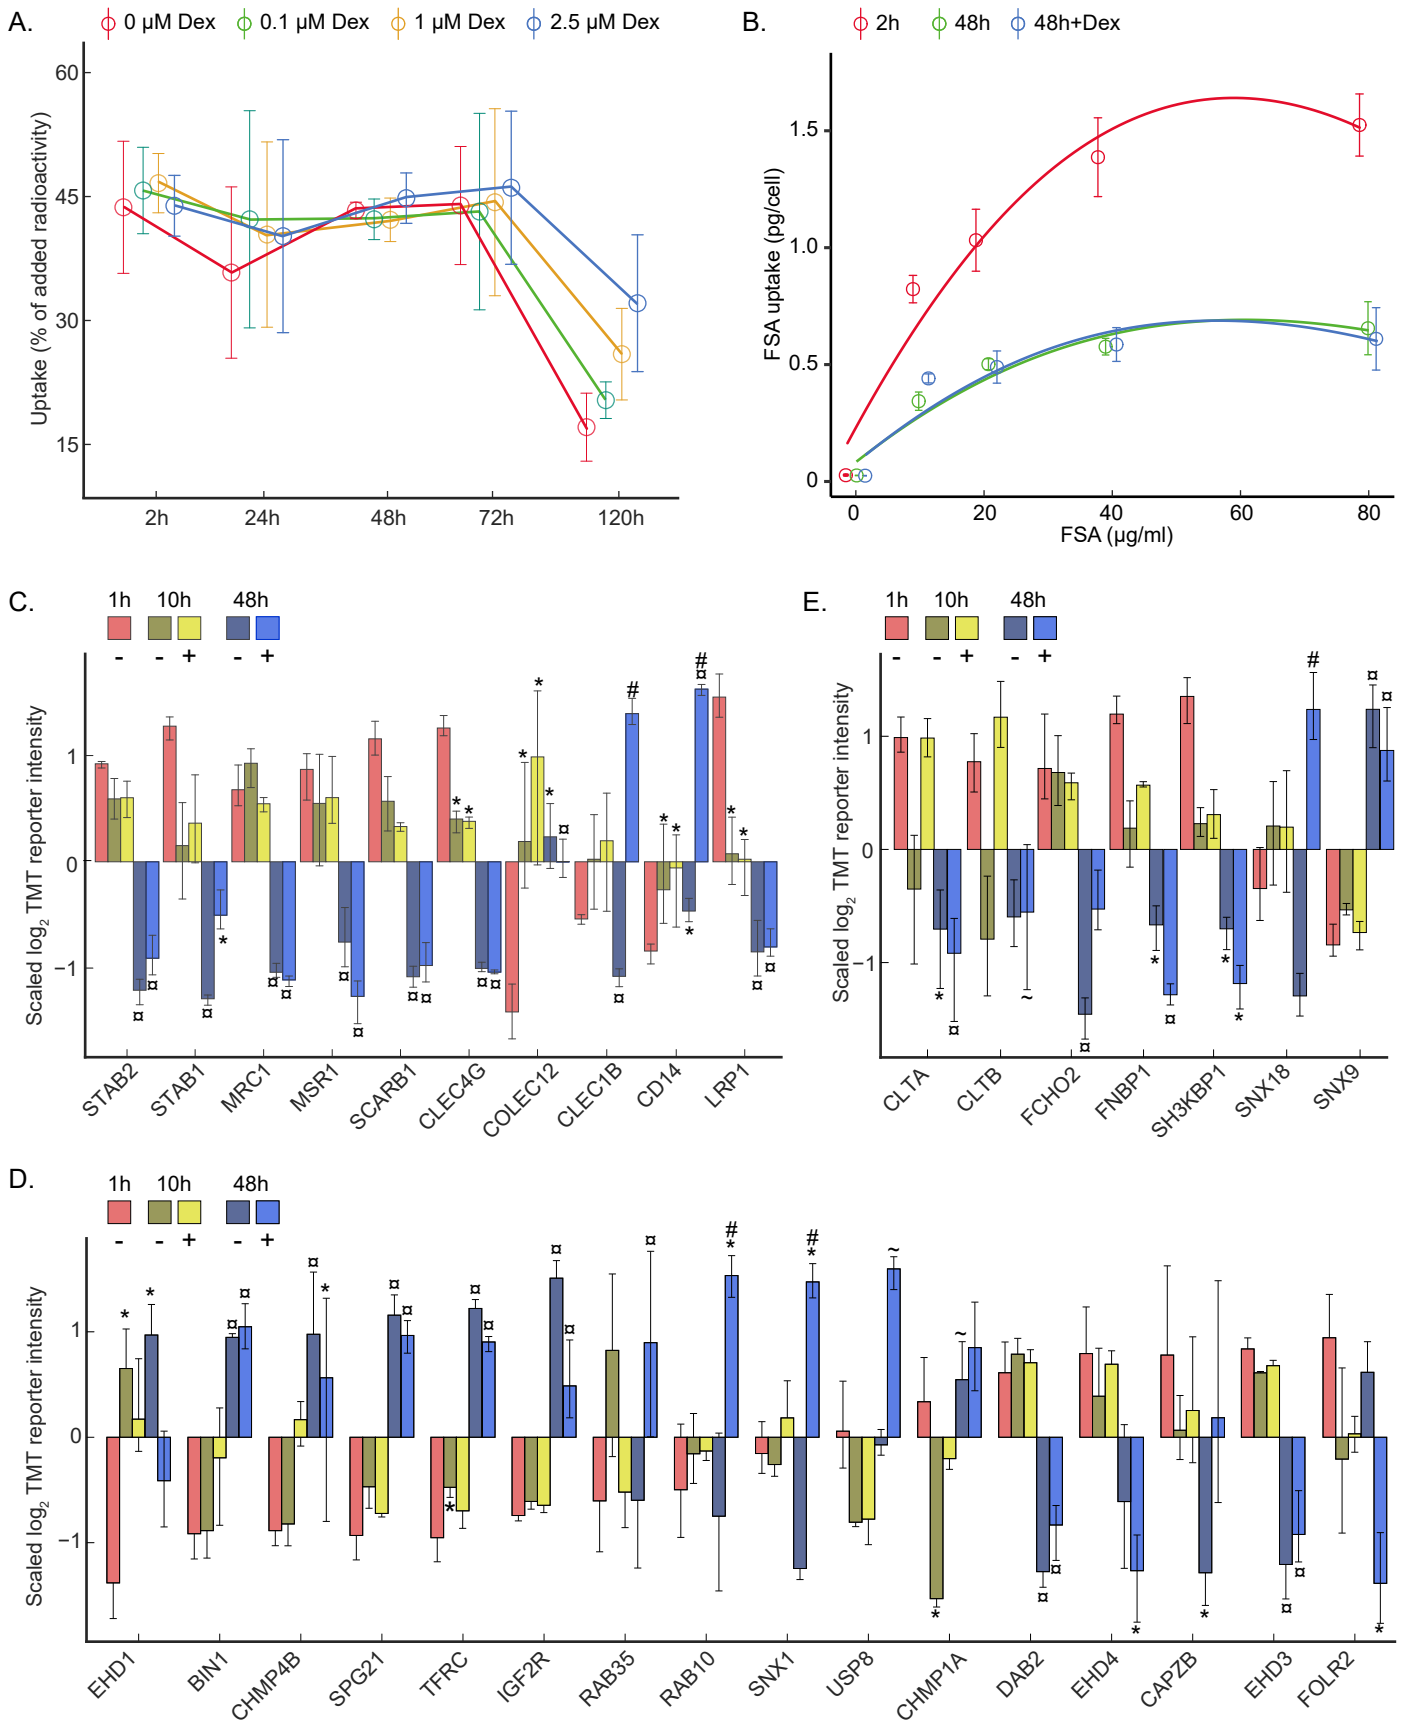 A.
0 µM Dex 0.1 µM Dex 1 µM Dex 2.5 µM Dex
60
45
30
15
Uptake (% of added radioactivity)
2h 24h 48h 72h 120h
B.
2h 48h 48h+Dex
1.5
1.0
0.5
0
FSA uptake (pg/cell)
0 20 40 60 80
FSA (µg/ml)
C.
1h 10h 48h
- - + - +
Scaled log2 TMT reporter intensity
1
0
−1
* * * * * ¤ # * * * # ¤ * *
¤ ¤ ¤ * ¤ ¤ ¤ ¤ ¤ ¤ ¤ ¤ ¤ ¤ ¤
STAB2 STAB1 MRC1 MSR1 SCARB1 CLEC4G COLEC12 CLEC1B CD14 LRP1
E.
1h 10h 48h
- - + - +
Scaled log2 TMT reporter intensity
1
0
−1
# ¤ ¤
* ¤ ~ ¤ * ¤ * *
CLTA CLTB FCHO2 FNBP1 SH3KBP1 SNX18 SNX9
D.
1h 10h 48h
- - + - +
Scaled log2 TMT reporter intensity
1
0
−1
* * ¤ ¤ ¤ * ¤ ¤ ¤ ¤ ¤ ¤ ¤ # * # * ~ ~
* * ¤ ¤ * * ¤ ¤ *
EHD1 BIN1 CHMP4B SPG21 TFRC IGF2R RAB35 RAB10 SNX1 USP8 CHMP1A DAB2 EHD4 CAPZB EHD3 FOLR2